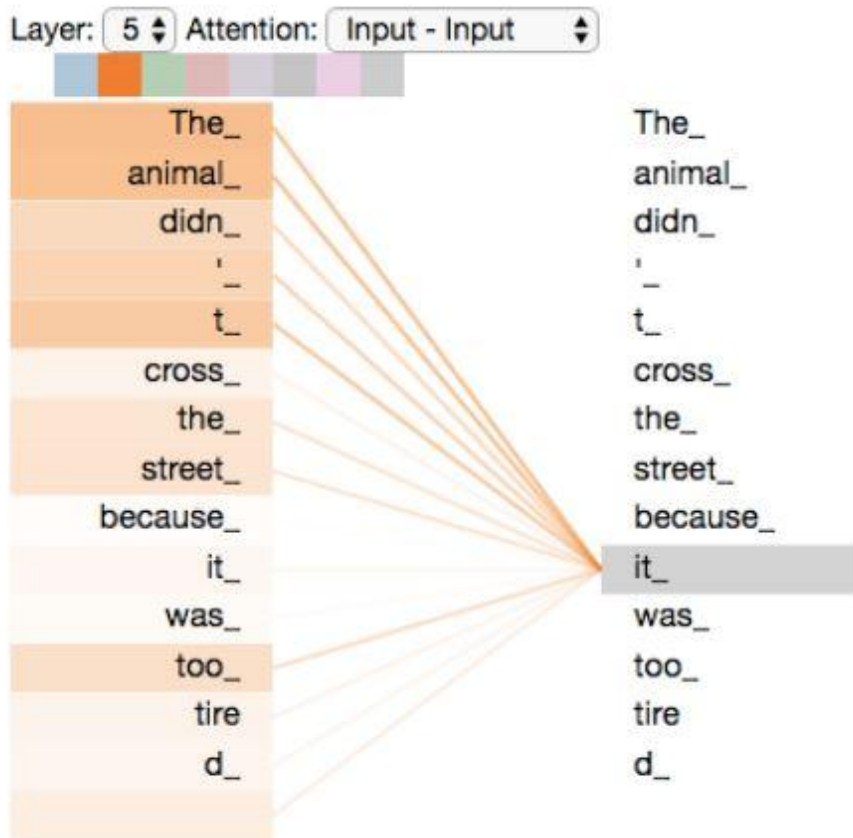 Layer: 5 Attention: Input - Input
The_ The_
animal_ animal_
didn_ didn_
'_ '_
t_ t_
cross_ cross_
the_ the_
street_ street_
because_ because_
it_ it_
was_ was_
too_ too_
tire tire
d_ d_